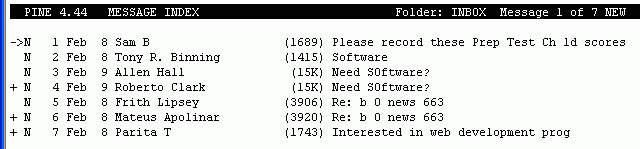 PINE 4.44   MESSAGE INDEX   Folder: INBOX  Message 1 of 7 NEW
->N   1 Feb  8 Sam B   (1689) Please record these Prep Test Ch 1d scores
N   2 Feb  8 Tony R. Binning   (1415) Software
N   3 Feb  9 Allen Hall   (15K) Need SOftware?
+ N   4 Feb  9 Roberto Clark   (15K) Need SOftware?
N   5 Feb  8 Frith Lipsey   (3906) Re: b 0 news 663
+ N   6 Feb  8 Mateus Apolinar   (3920) Re: b 0 news 663
+ N   7 Feb  8 Parita T   (1743) Interested in web development prog